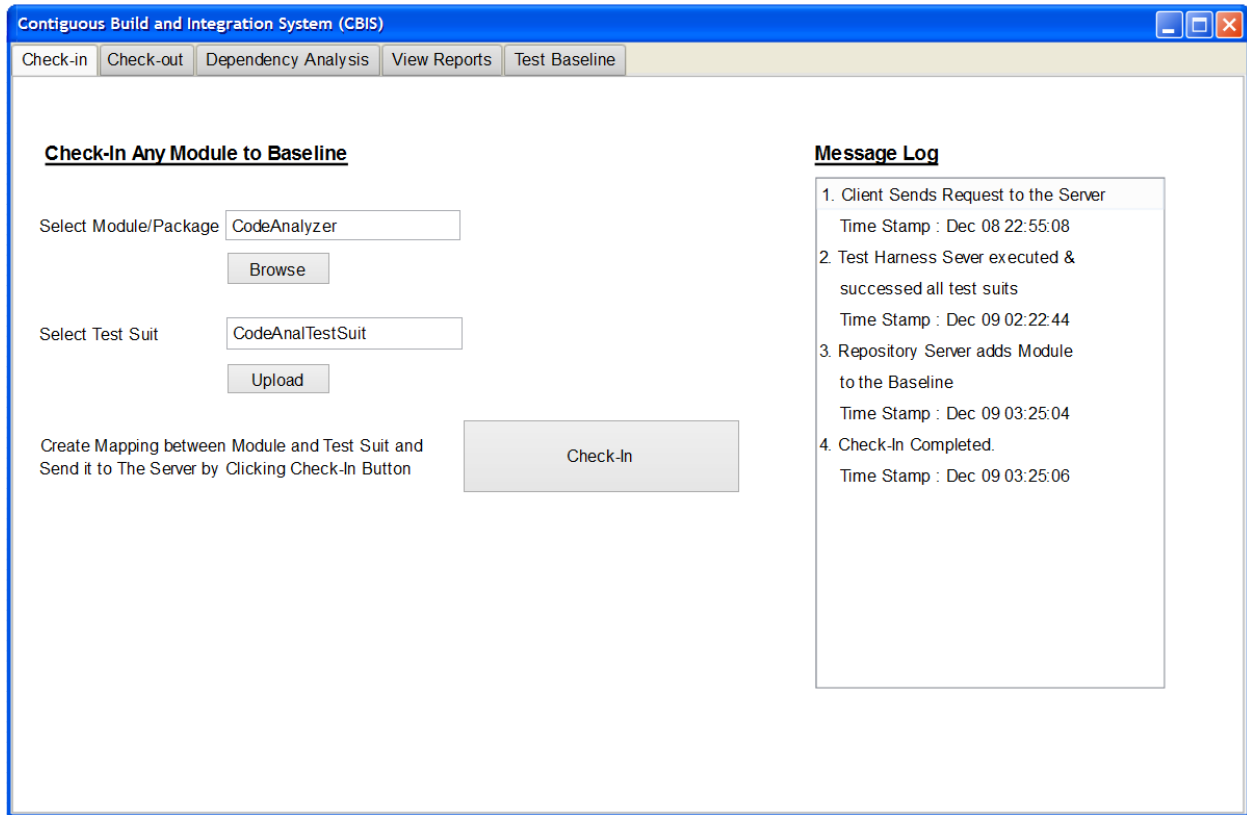 Contiguous Build and Integration System (CBIS)
Check-in Check-out Dependency Analysis View Reports Test Baseline
Check-In Any Module to Baseline
Select Module/Package CodeAnalyzer
Browse
Select Test Suit CodeAnalTestSuit
Upload
Create Mapping between Module and Test Suit and
Send it to The Server by Clicking Check-In Button
Check-In
Message Log
1. Client Sends Request to the Server
Time Stamp : Dec 08 22:55:08
2. Test Harness Sever executed &
successed all test suits
Time Stamp : Dec 09 02:22:44
3. Repository Server adds Module
to the Baseline
Time Stamp : Dec 09 03:25:04
4. Check-In Completed.
Time Stamp : Dec 09 03:25:06